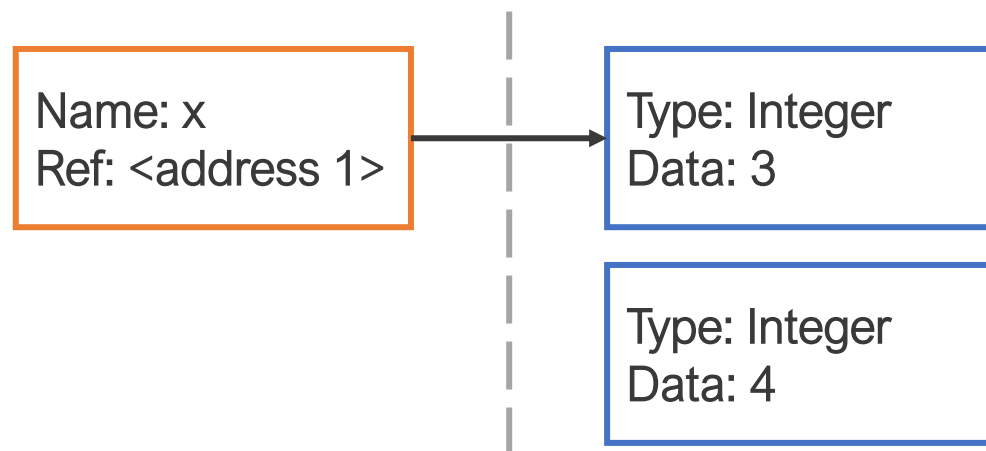 Name: x
Ref: <address 1>
Type: Integer
Data: 3
Type: Integer
Data: 4